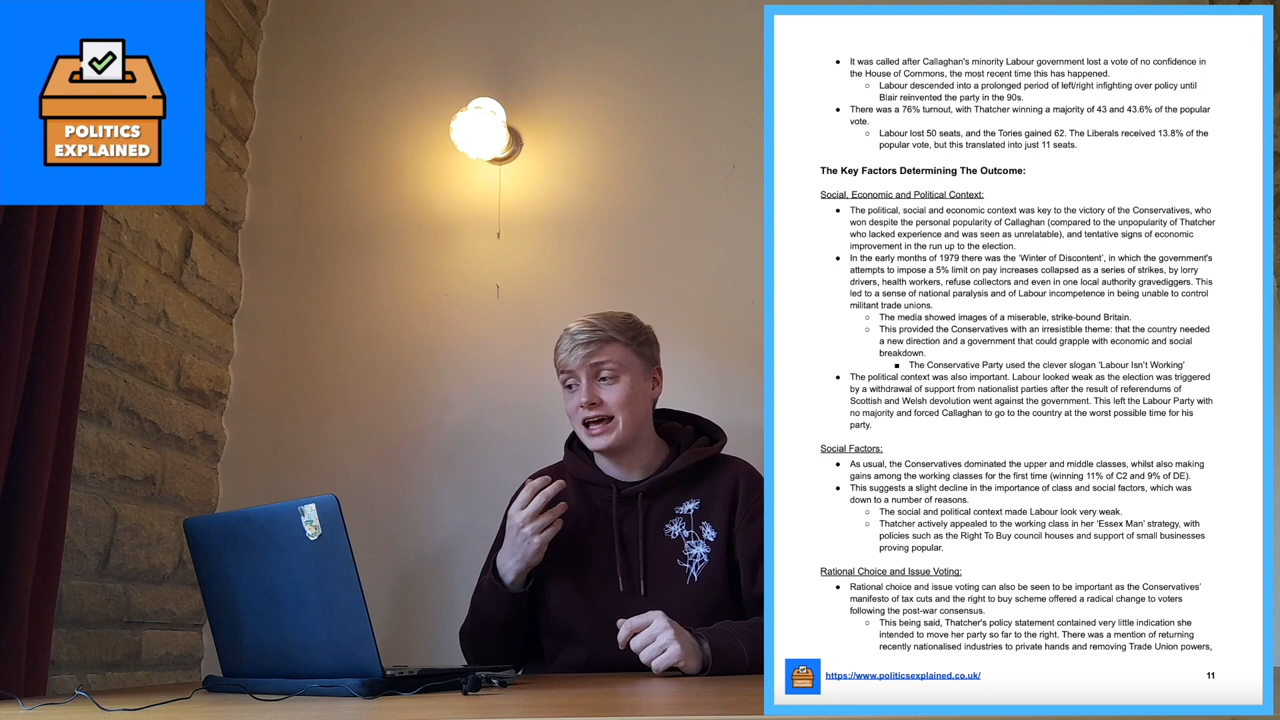 POLITICS
EXPLAINED
● It was called after Callaghan's minority Labour government lost a vote of no confidence in
the House of Commons, the most recent time this has happened.
○ Labour descended into a prolonged period of left/right infighting over policy until
Blair reinvented the party in the 90s.
● There was a 76% turnout, with Thatcher winning a majority of 43 and 43.6% of the popular
vote.
○ Labour lost 50 seats, and the Tories gained 62. The Liberals received 13.8% of the
popular vote, but this translated into just 11 seats.
The Key Factors Determining The Outcome:
Social, Economic and Political Context:
● The political, social and economic context was key to the victory of the Conservatives, who
won despite the personal popularity of Callaghan (compared to the unpopularity of Thatcher
who lacked experience and was seen as unrelatable), and tentative signs of economic
improvement in the run up to the election.
● In the early months of 1979 there was the 'Winter of Discontent', in which the government's
attempts to impose a 5% limit on pay increases collapsed as a series of strikes, by lorry
drivers, health workers, refuse collectors and even in one local authority gravediggers. This
led to a sense of national paralysis and of Labour incompetence in being unable to control
militant trade unions.
○ The media showed images of a miserable, strike-bound Britain.
○ This provided the Conservatives with an irresistible theme: that the country needed
a new direction and a government that could grapple with economic and social
breakdown.
■ The Conservative Party used the clever slogan 'Labour Isn't Working'
● The political context was also important. Labour looked weak as the election was triggered
by a withdrawal of support from nationalist parties after the result of referendums of
Scottish and Welsh devolution went against the government. This left the Labour Party with
no majority and forced Callaghan to go to the country at the worst possible time for his
party.
Social Factors:
● As usual, the Conservatives dominated the upper and middle classes, whilst also making
gains among the working classes for the first time (winning 11% of C2 and 9% of DE).
● This suggests a slight decline in the importance of class and social factors, which was
down to a number of reasons.
○ The social and political context made Labour look very weak.
○ Thatcher actively appealed to the working class in her 'Essex Man' strategy, with
policies such as the Right To Buy council houses and support of small businesses
proving popular.
Rational Choice and Issue Voting:
● Rational choice and issue voting can also be seen to be important as the Conservatives'
manifesto of tax cuts and the right to buy scheme offered a radical change to voters
following the post-war consensus.
○ This being said, Thatcher's policy statement contained very little indication she
intended to move her party so far to the right. There was a mention of returning
recently nationalised industries to private hands and removing Trade Union powers,
https://www.politicsexplained.co.uk/
11